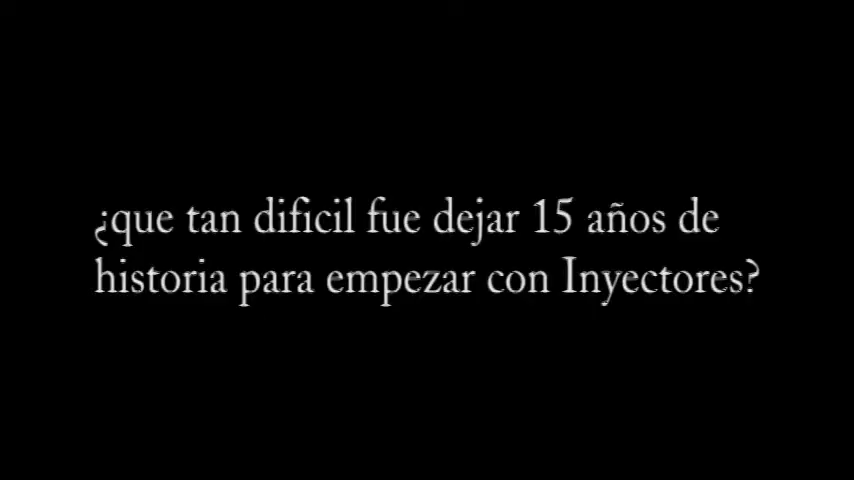 ¿que tan dificil fue dejar 15 años de
historia para empezar con Inyectores?